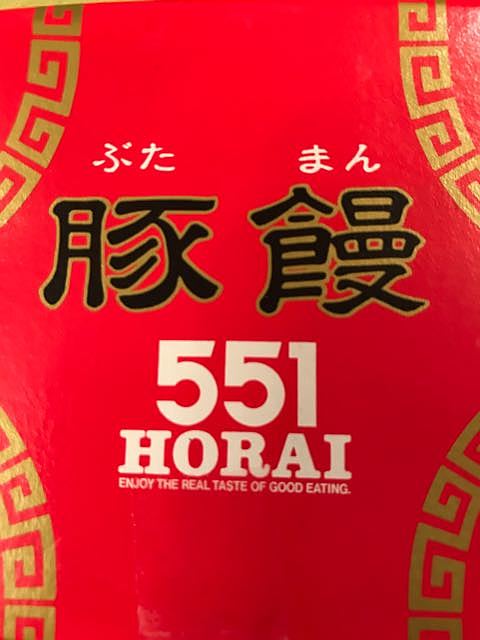 ぶた まん
豚饅
551
HORAI
ENJOY THE REAL TASTE OF GOOD EATING.